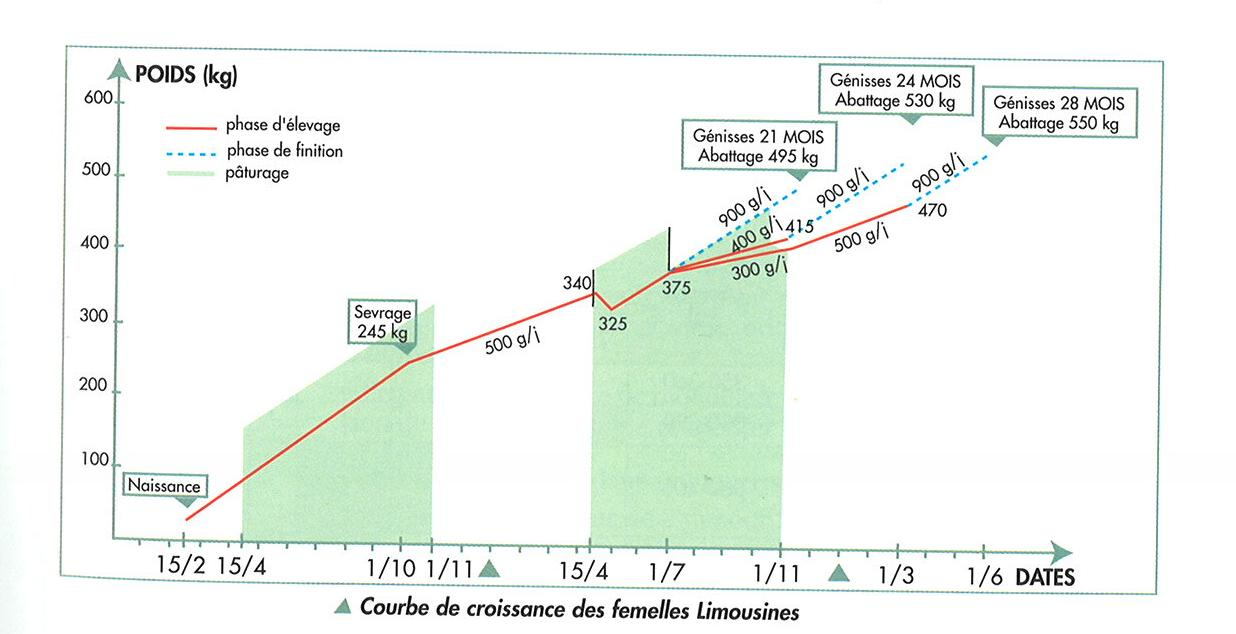 POIDS (kg)
600
500
400
300
200
100
phase d'élevage
phase de finition
pâturage
Génisses 24 MOIS
Abattage 530 kg
Génisses 28 MOIS
Abattage 550 kg
Génisses 21 MOIS
Abattage 495 kg
900 g/j
900 g/j
900 g/j
400 g/j
415
300 g/j
500 g/j
470
340
375
325
Sevrage
245 kg
500 g/j
Naissance
15/2 15/4 1/10 1/11 ▲ 15/4 1/7 1/11 ▲ 1/3 1/6 DATES
▲ Courbe de croissance des femelles Limousines